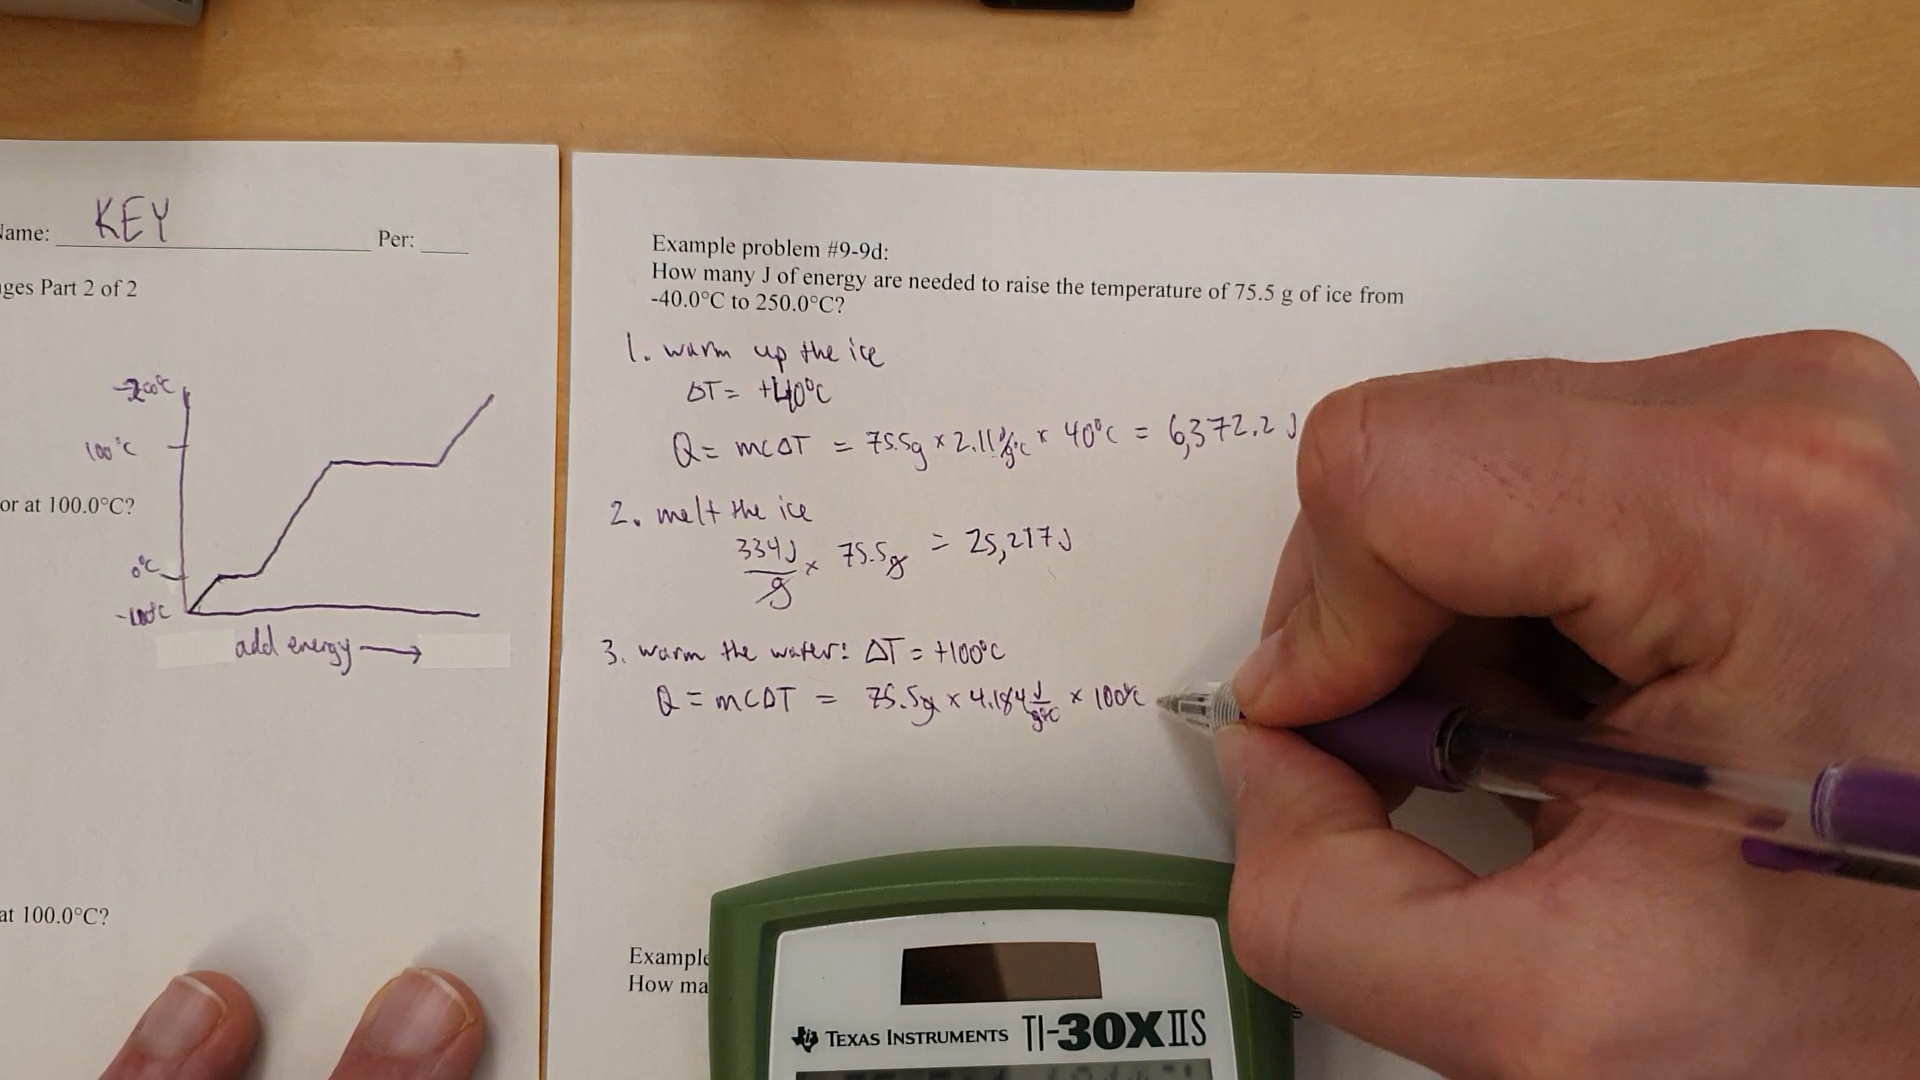 Name: KEY Per:
ges Part 2 of 2
200°C
100°C
0°C
-100°C
add energy →
or at 100.0°C?
at 100.0°C?
Example problem #9-9d:
How many J of energy are needed to raise the temperature of 75.5 g of ice from
-40.0°C to 250.0°C?
1. warm up the ice
ΔT = +40°C
Q = mCΔT = 75.5g × 2.11 J/g°C × 40°C = 6,372.2 J
2. melt the ice
334J/g × 75.5g = 25,217J
3. warm the water: ΔT = +100°C
Q = mCΔT = 75.5g × 4.184 J/g°C × 100°C
Example
How ma
TEXAS INSTRUMENTS TI-30X IIS